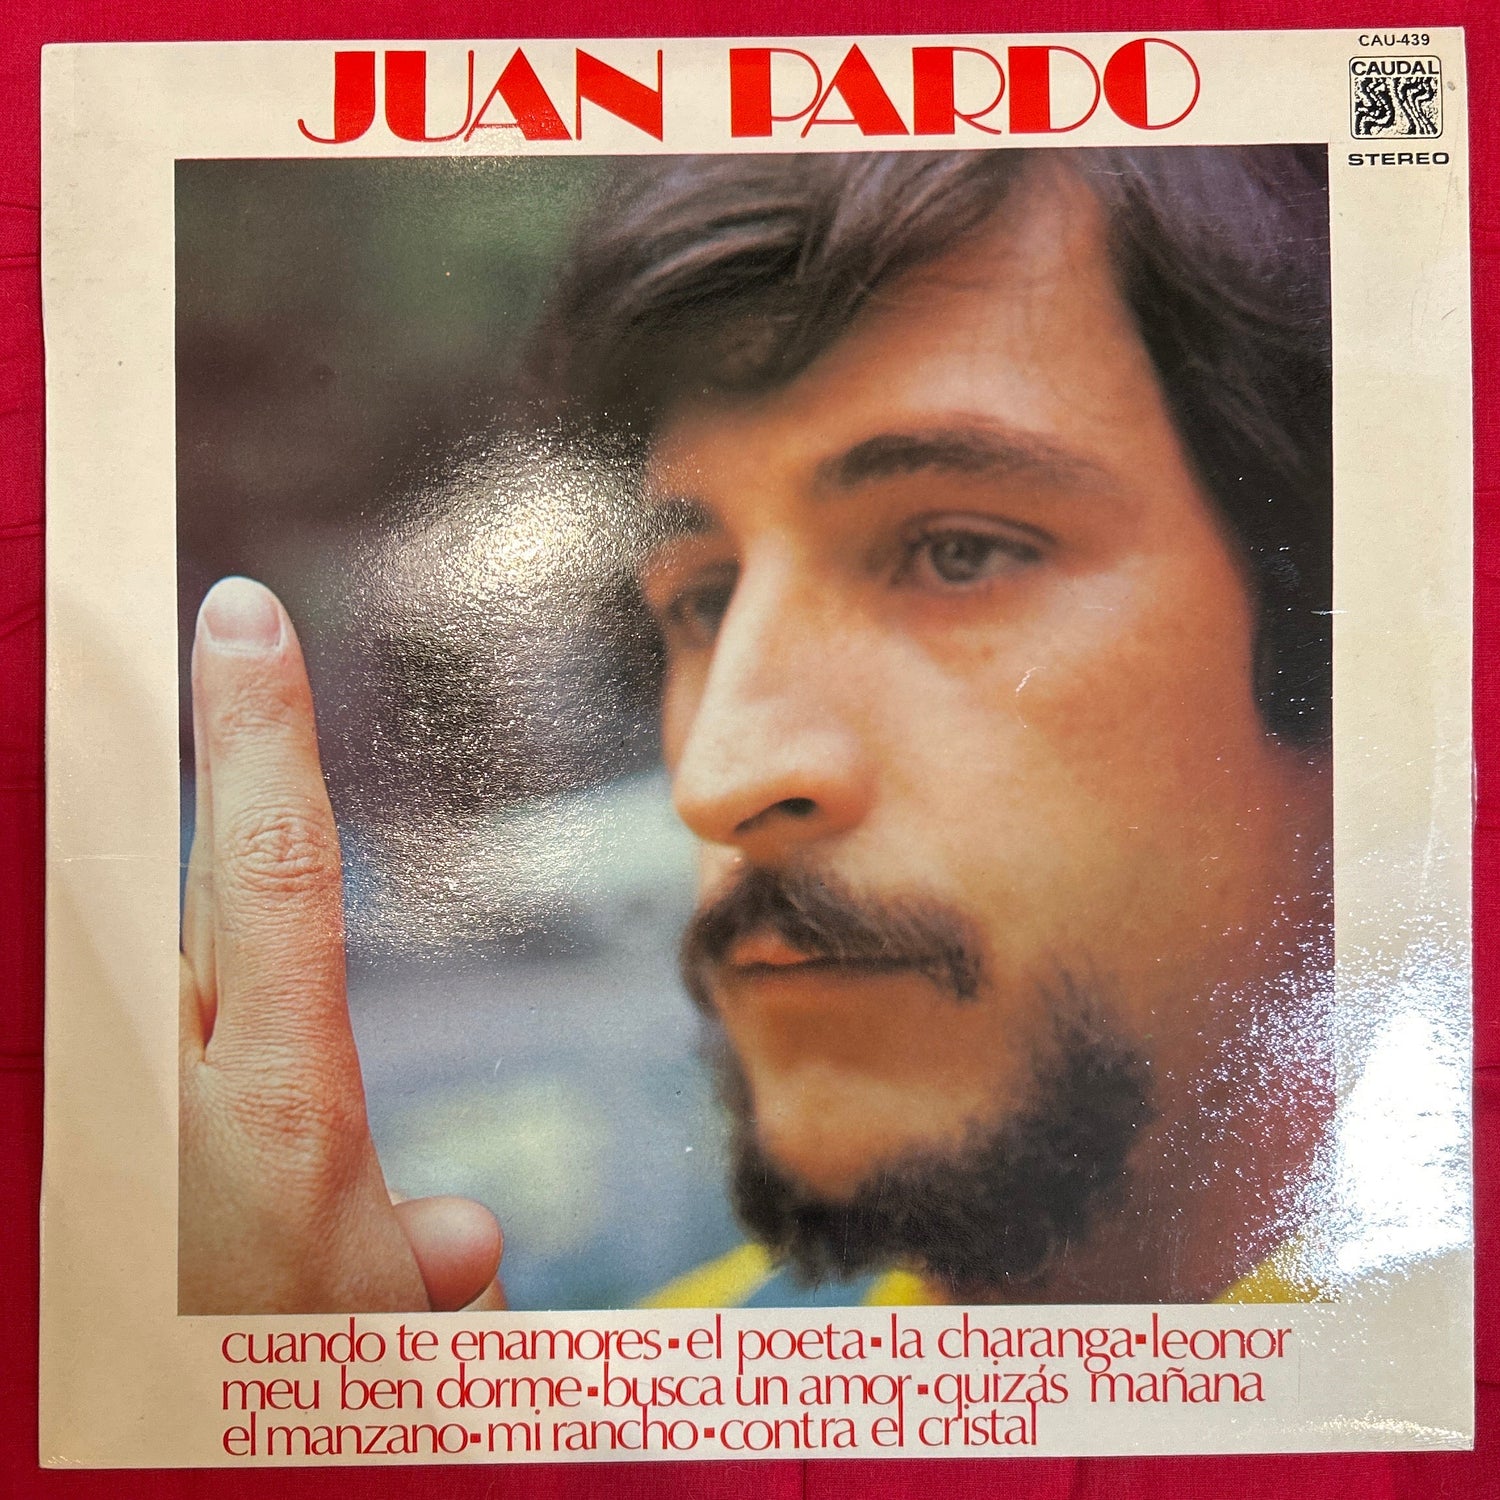 JUAN PARDO
CAU-439
CAUDAL
STEREO
cuando te enamores▪el poeta▪la charanga▪leonor
meu ben dorme▪busca un amor▪quizás mañana
el manzano▪mi rancho▪contra el cristal